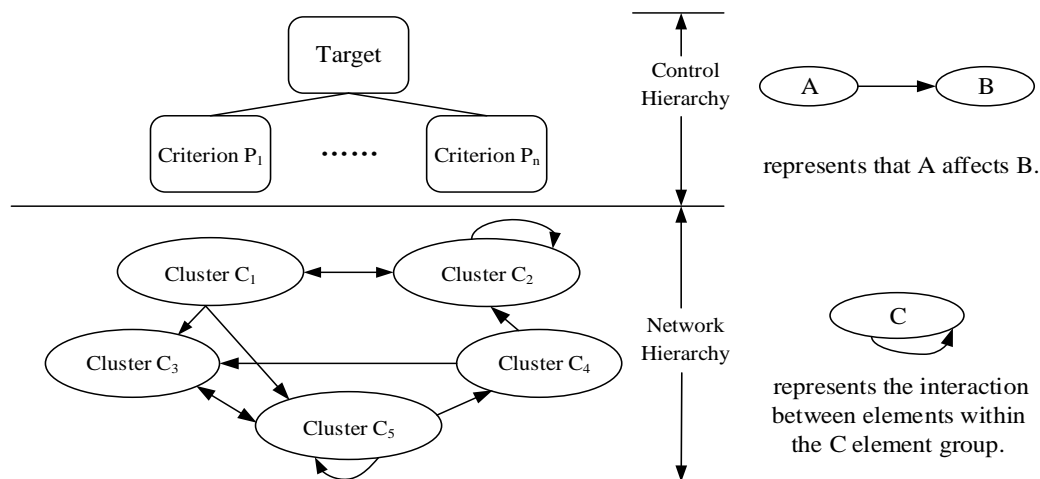 Target
Criterion P₁
……
Criterion Pₙ
Control
Hierarchy
A
B
represents that A affects B.
Cluster C₁
Cluster C₂
Cluster C₃
Cluster C₄
Cluster C₅
Network
Hierarchy
C
represents the interaction
between elements within
the C element group.